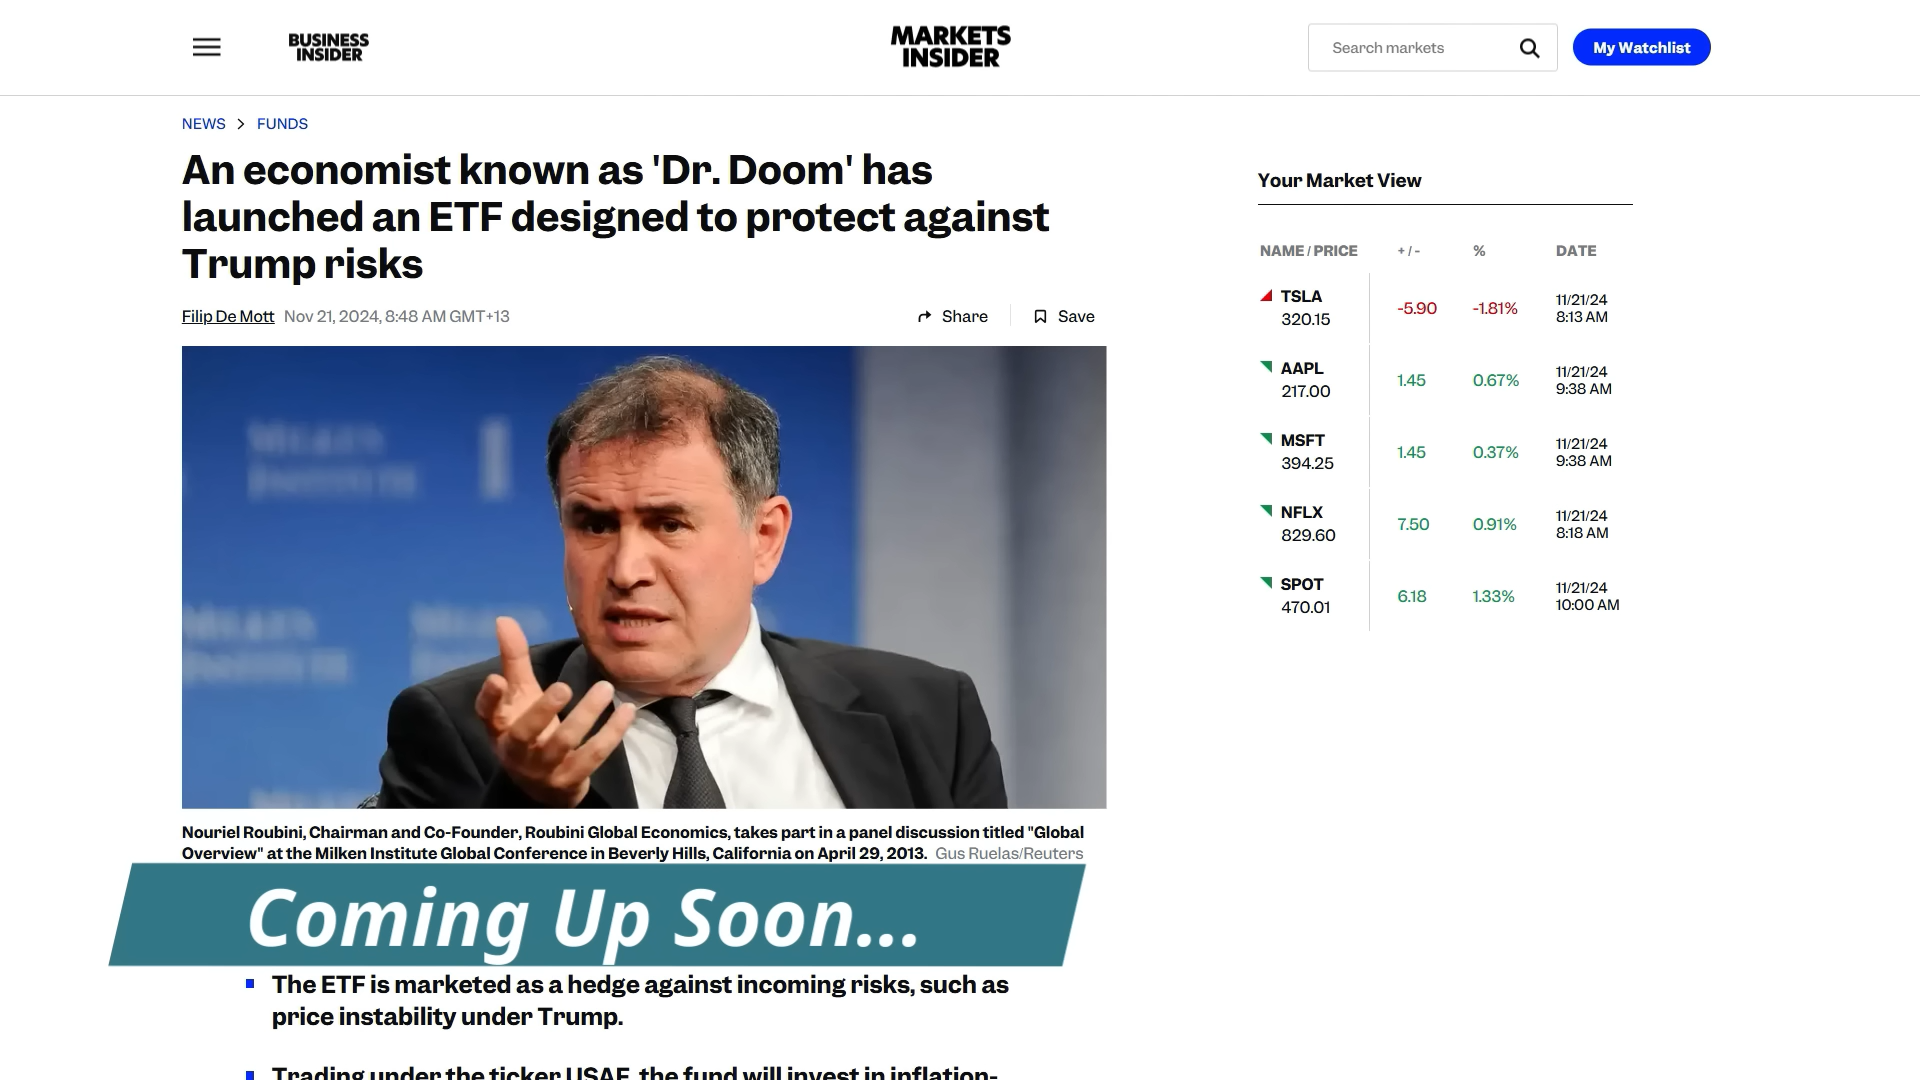 BUSINESS
INSIDER
MARKETS
INSIDER
Search markets
My Watchlist
NEWS > FUNDS
An economist known as 'Dr. Doom' has
launched an ETF designed to protect against
Trump risks
Filip De Mott Nov 21, 2024, 8:48 AM GMT+13
Share
Save
MILKEN
INSTITUTE
MILKEN
INSTITUTE
Nouriel Roubini, Chairman and Co-Founder, Roubini Global Economics, takes part in a panel discussion titled "Global
Overview" at the Milken Institute Global Conference in Beverly Hills, California on April 29, 2013. Gus Ruelas/Reuters
Coming Up Soon...
The ETF is marketed as a hedge against incoming risks, such as
price instability under Trump.
Trading under the ticker USAF, the fund will invest in inflation-
Your Market View
NAME / PRICE + / - % DATE
TSLA
320.15
-5.90 -1.81%
11/21/24
8:13 AM
AAPL
217.00
1.45 0.67%
11/21/24
9:38 AM
MSFT
394.25
1.45 0.37%
11/21/24
9:38 AM
NFLX
829.60
7.50 0.91%
11/21/24
8:18 AM
SPOT
470.01
6.18 1.33%
11/21/24
10:00 AM